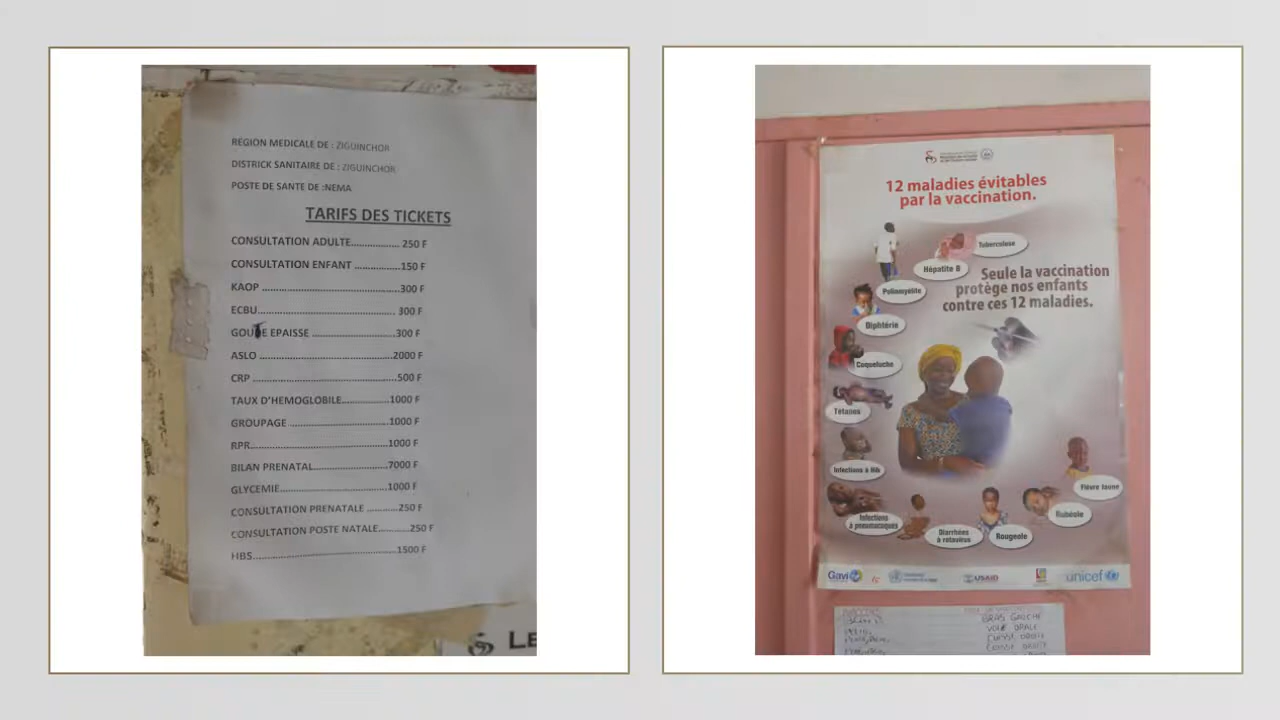 RÉGION MEDICALE DE : ZIGUINCHOR
DISTRICK SANITAIRE DE : ZIGUINCHOR
POSTE DE SANTE DE :NEMA
TARIFS DES TICKETS
CONSULTATION ADULTE............... 250 F
CONSULTATION ENFANT ..............150 F
KAOP ..........................................300 F
ECBU.......................................... 300 F
GOUTE EPAISSE .........................300 F
ASLO .........................................2000 F
CRP ............................................500 F
TAUX D'HEMOGLOBILE...............1000 F
GROUPAGE ...............................1000 F
RPR..........................................1000 F
BILAN PRENATAL.......................7000 F
GLYCEMIE.................................1000 F
CONSULTATION PRENATALE ..........250 F
CONSULTATION POSTE NATALE..........250 F
HBS............................................1500 F
LE
12 maladies évitables
par la vaccination.
Tuberculose
Hépatite B
Seule la vaccination
protège nos enfants
contre ces 12 maladies.
Poliomyélite
Diphtérie
Coqueluche
Tétanos
Infections à Hib
Infections
à pneumocoques
Diarrhées
à rotavirus
Rougeole
Rubéole
Fièvre Jaune
Gavi
USAID
unicef
BRAS GAUCHE
VOIE ORALE
CUISSE DROITE
CUISSE DROITE